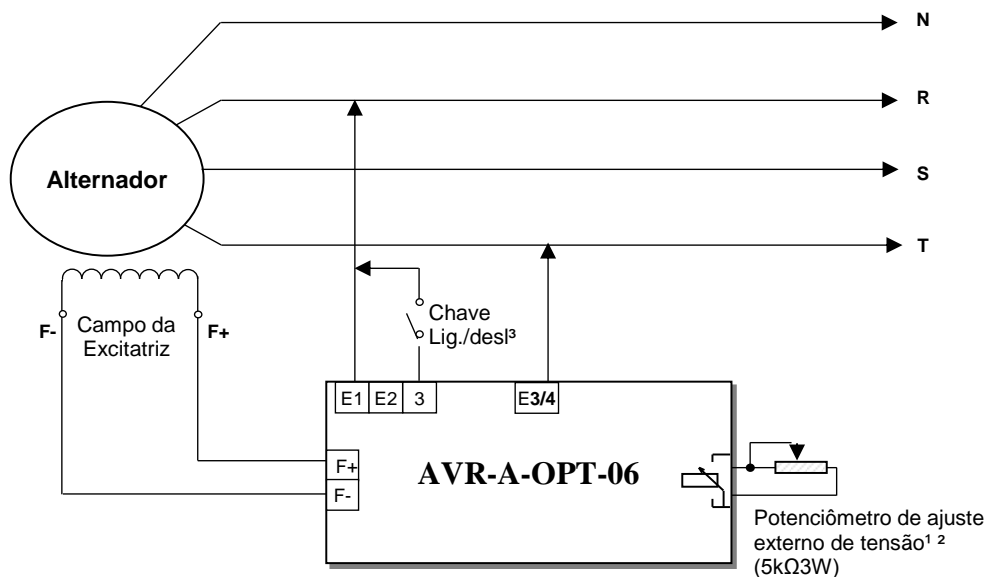 N
R
Alternador
S
T
Chave
Lig./desl³
F-
Campo da
Excitatriz
F+
E1 E2 3 E3/4
F+
AVR-A-OPT-06
F-
Potenciômetro de ajuste
externo de tensão¹ ²
(5kΩ3W)